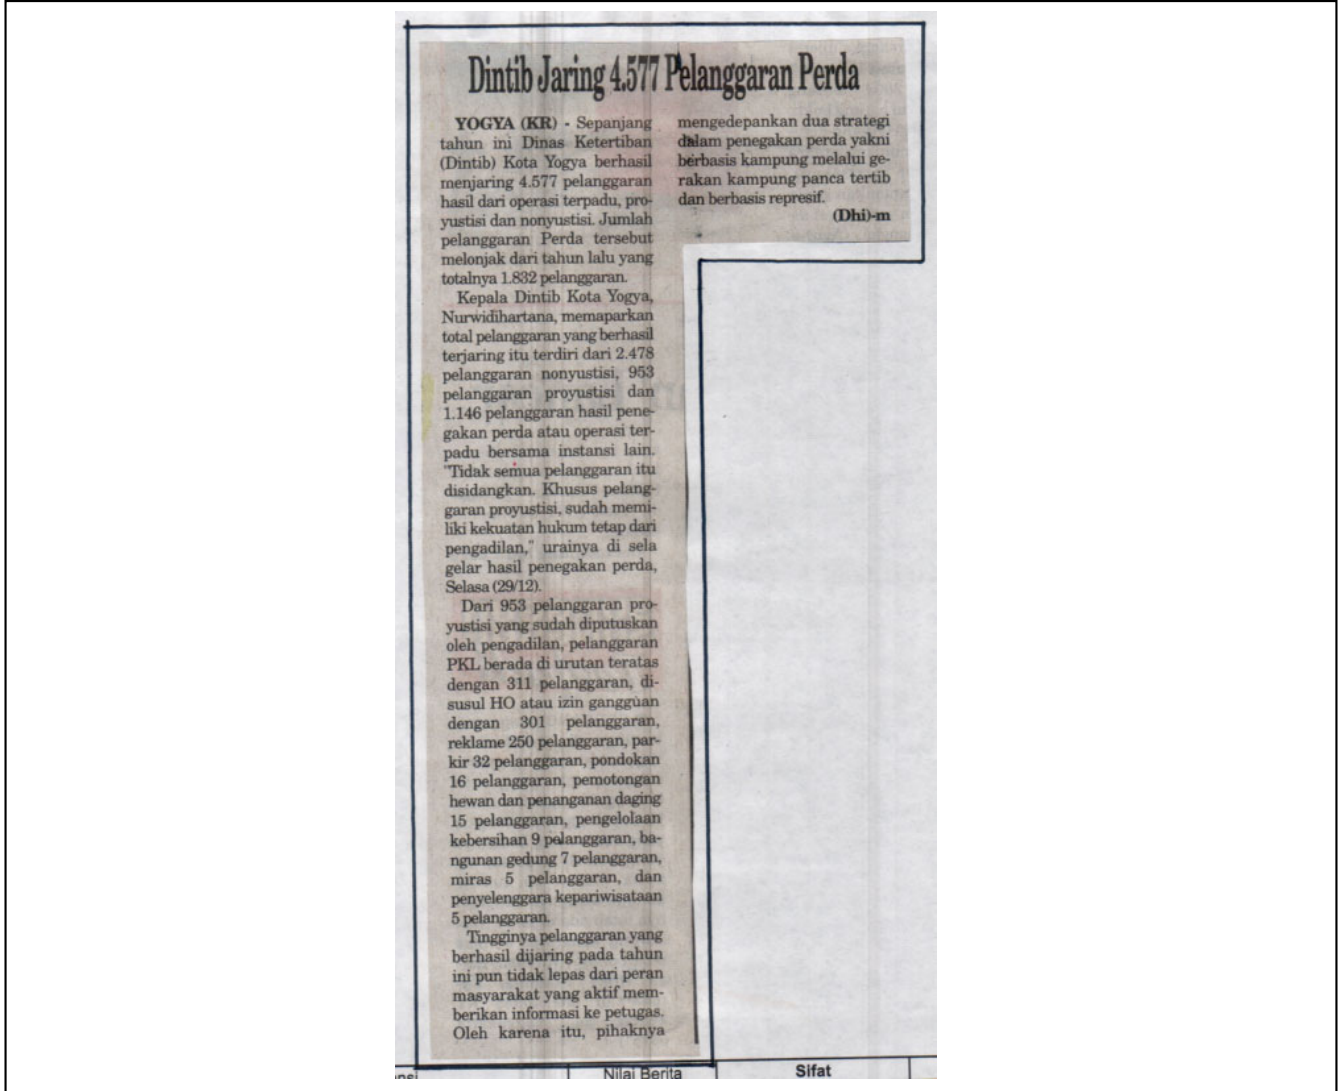 Dintib Jaring 4.577 Pelanggaran Perda
YOGYA (KR) - Sepanjang
tahun ini Dinas Ketertiban
(Dintib) Kota Yogya berhasil
menjaring 4.577 pelanggaran
hasil dari operasi terpadu, pro-
yustisi dan nonyustisi. Jumlah
pelanggaran Perda tersebut
melonjak dari tahun lalu yang
totalnya 1.832 pelanggaran.
Kepala Dintib Kota Yogya,
Nurwidihartana, memaparkan
total pelanggaran yang berhasil
terjaring itu terdiri dari 2.478
pelanggaran nonyustisi, 953
pelanggaran proyustisi dan
1.146 pelanggaran hasil pene-
gakan perda atau operasi ter-
padu bersama instansi lain.
"Tidak semua pelanggaran itu
disidangkan. Khusus pelang-
garan proyustisi, sudah memi-
liki kekuatan hukum tetap dari
pengadilan," urainya di sela
gelar hasil penegakan perda,
Selasa (29/12).
Dari 953 pelanggaran pro-
yustisi yang sudah diputuskan
oleh pengadilan, pelanggaran
PKL berada di urutan teratas
dengan 311 pelanggaran, di-
susul HO atau izin gangguan
dengan 301 pelanggaran,
reklame 250 pelanggaran, par-
kir 32 pelanggaran, pondokan
16 pelanggaran, pemotongan
hewan dan penanganan daging
15 pelanggaran, pengelolaan
kebersihan 9 pelanggaran, ba-
ngunan gedung 7 pelanggaran,
miras 5 pelanggaran, dan
penyelenggara kepariwisataan
5 pelanggaran.
Tingginya pelanggaran yang
berhasil dijaring pada tahun
ini pun tidak lepas dari peran
masyarakat yang aktif mem-
berikan informasi ke petugas.
Oleh karena itu, pihaknya
mengedepankan dua strategi
dalam penegakan perda yakni
berbasis kampung melalui ge-
rakan kampung panca tertib
dan berbasis represif.
(Dhi)-m
Nilai Berita
Sifat